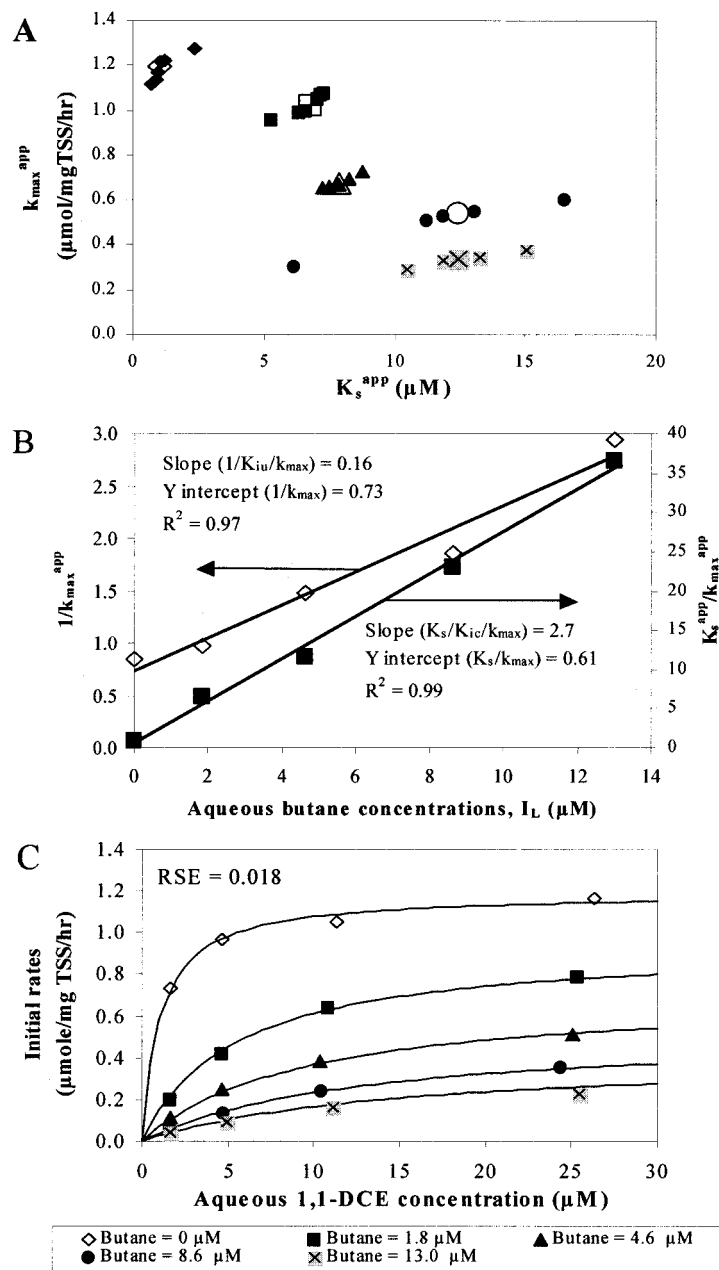 A
k_max^app
(μmol/mgTSS/hr)
1.4
1.2
1.0
0.8
0.6
0.4
0.2
0.0
0 5 10 15 20
K_s^app (μM)
B
1/k_max^app
3.0
2.5
2.0
1.5
1.0
0.5
0.0
Slope (1/K_iu/k_max) = 0.16
Y intercept (1/k_max) = 0.73
R² = 0.97
Slope (K_s/K_ic/k_max) = 2.7
Y intercept (K_s/k_max) = 0.61
R² = 0.99
40
35
30
25
20
15
10
5
0
K_s^app/k_max^app
0 2 4 6 8 10 12 14
Aqueous butane concentrations, I_L (μM)
C
Initial rates
(μmole/mg TSS/hr)
1.4
1.2
1.0
0.8
0.6
0.4
0.2
0.0
RSE = 0.018
0 5 10 15 20 25 30
Aqueous 1,1-DCE concentration (μM)
Butane = 0 μM
Butane = 1.8 μM
Butane = 4.6 μM
Butane = 8.6 μM
Butane = 13.0 μM